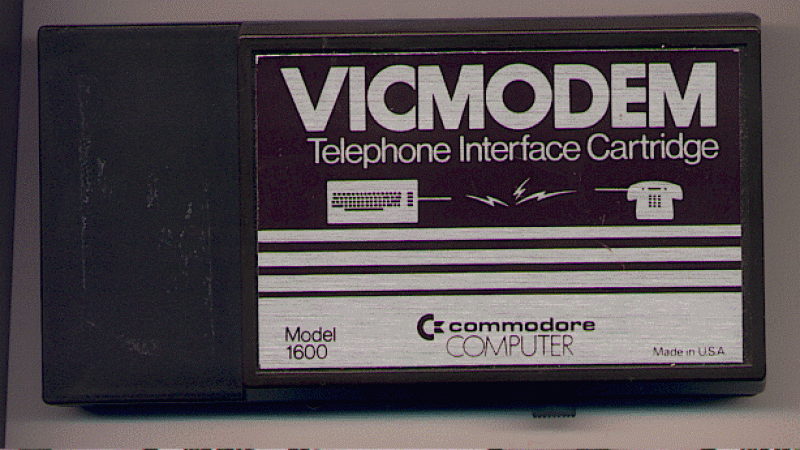 VICMODEM
Telephone Interface Cartridge
Model
1600
commodore
COMPUTER
Made in U.S.A.